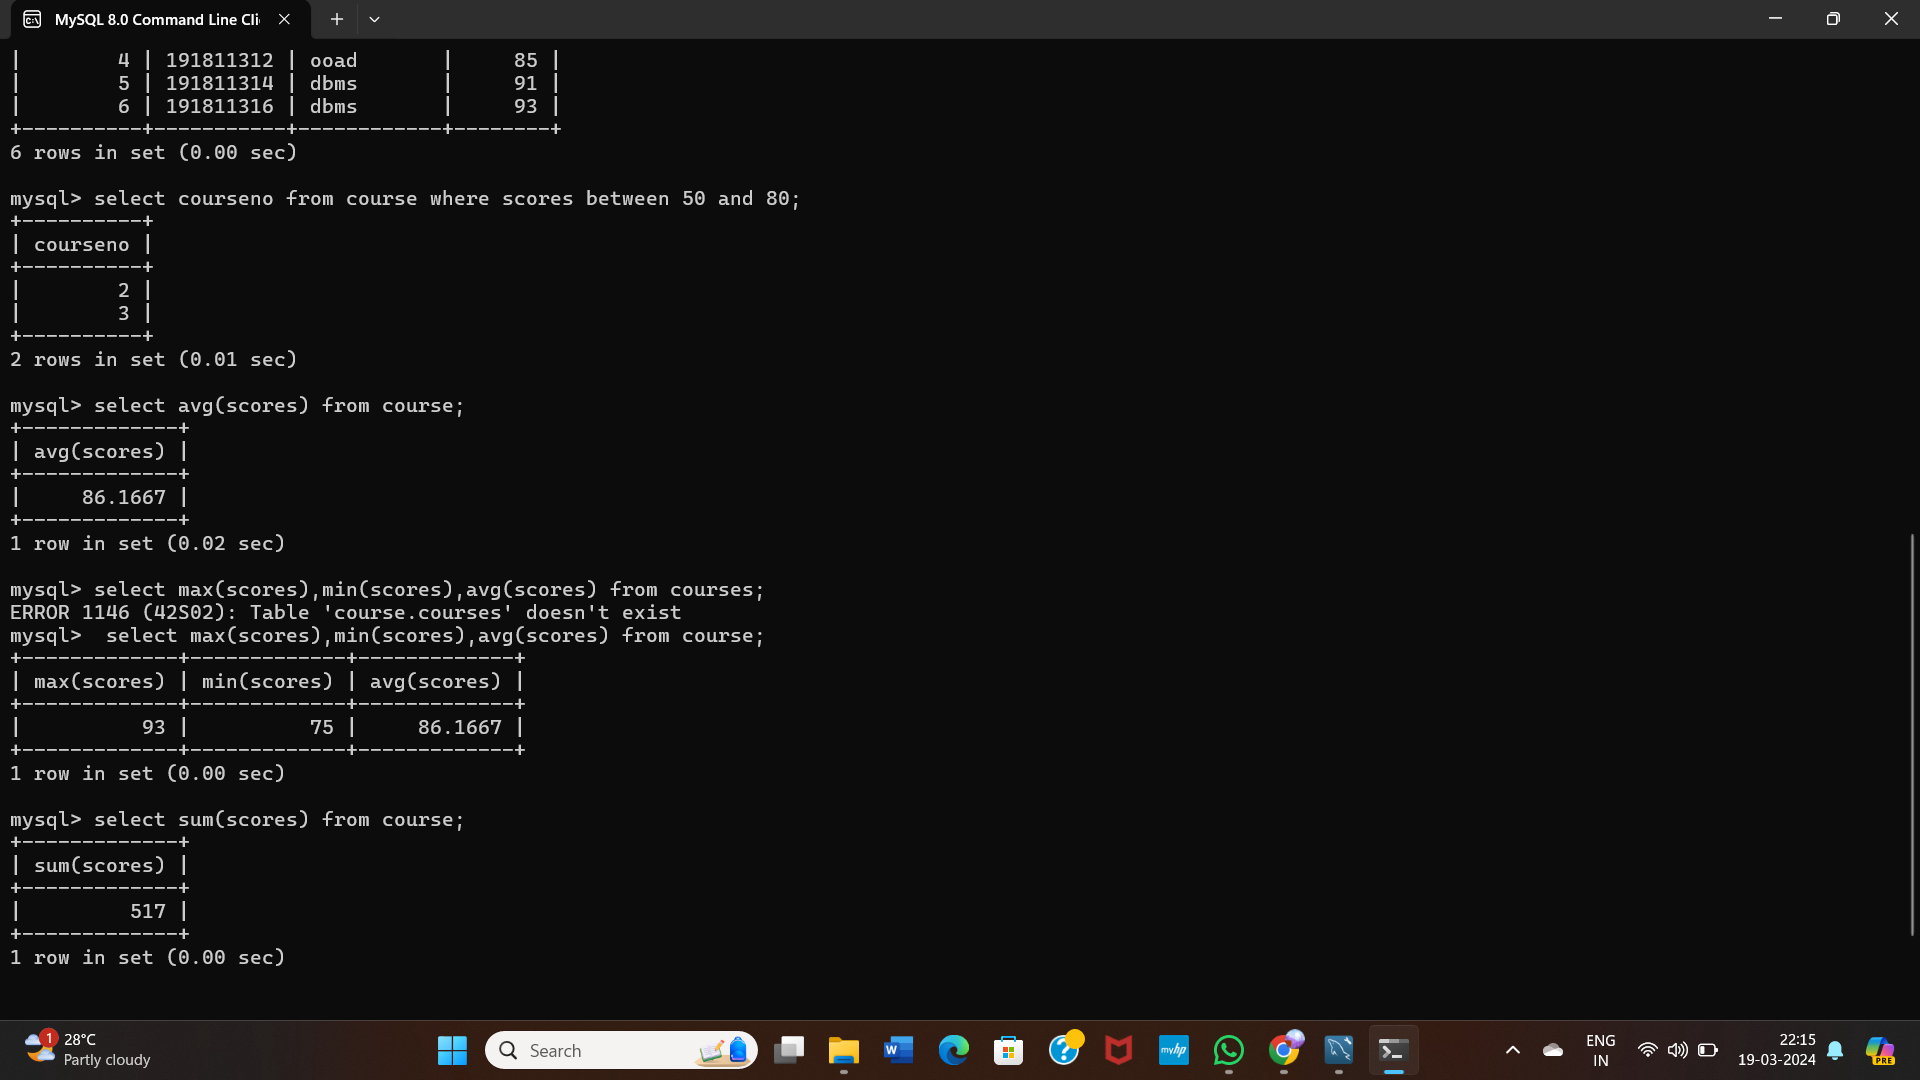 MySQL 8.0 Command Line Cli
|        4 | 191811312 | ooad       |     85 |
|        5 | 191811314 | dbms       |     91 |
|        6 | 191811316 | dbms       |     93 |
+----------+-----------+------------+--------+
6 rows in set (0.00 sec)
mysql> select courseno from course where scores between 50 and 80;
+----------+
| courseno |
+----------+
|        2 |
|        3 |
+----------+
2 rows in set (0.01 sec)
mysql> select avg(scores) from course;
+-------------+
| avg(scores) |
+-------------+
|     86.1667 |
+-------------+
1 row in set (0.02 sec)
mysql> select max(scores),min(scores),avg(scores) from courses;
ERROR 1146 (42S02): Table 'course.courses' doesn't exist
mysql>  select max(scores),min(scores),avg(scores) from course;
+-------------+-------------+-------------+
| max(scores) | min(scores) | avg(scores) |
+-------------+-------------+-------------+
|          93 |          75 |     86.1667 |
+-------------+-------------+-------------+
1 row in set (0.00 sec)
mysql> select sum(scores) from course;
+-------------+
| sum(scores) |
+-------------+
|         517 |
+-------------+
1 row in set (0.00 sec)
1
28°C
Partly cloudy
Search
W
?
myhp
ENG
IN
22:15
19-03-2024
PRE